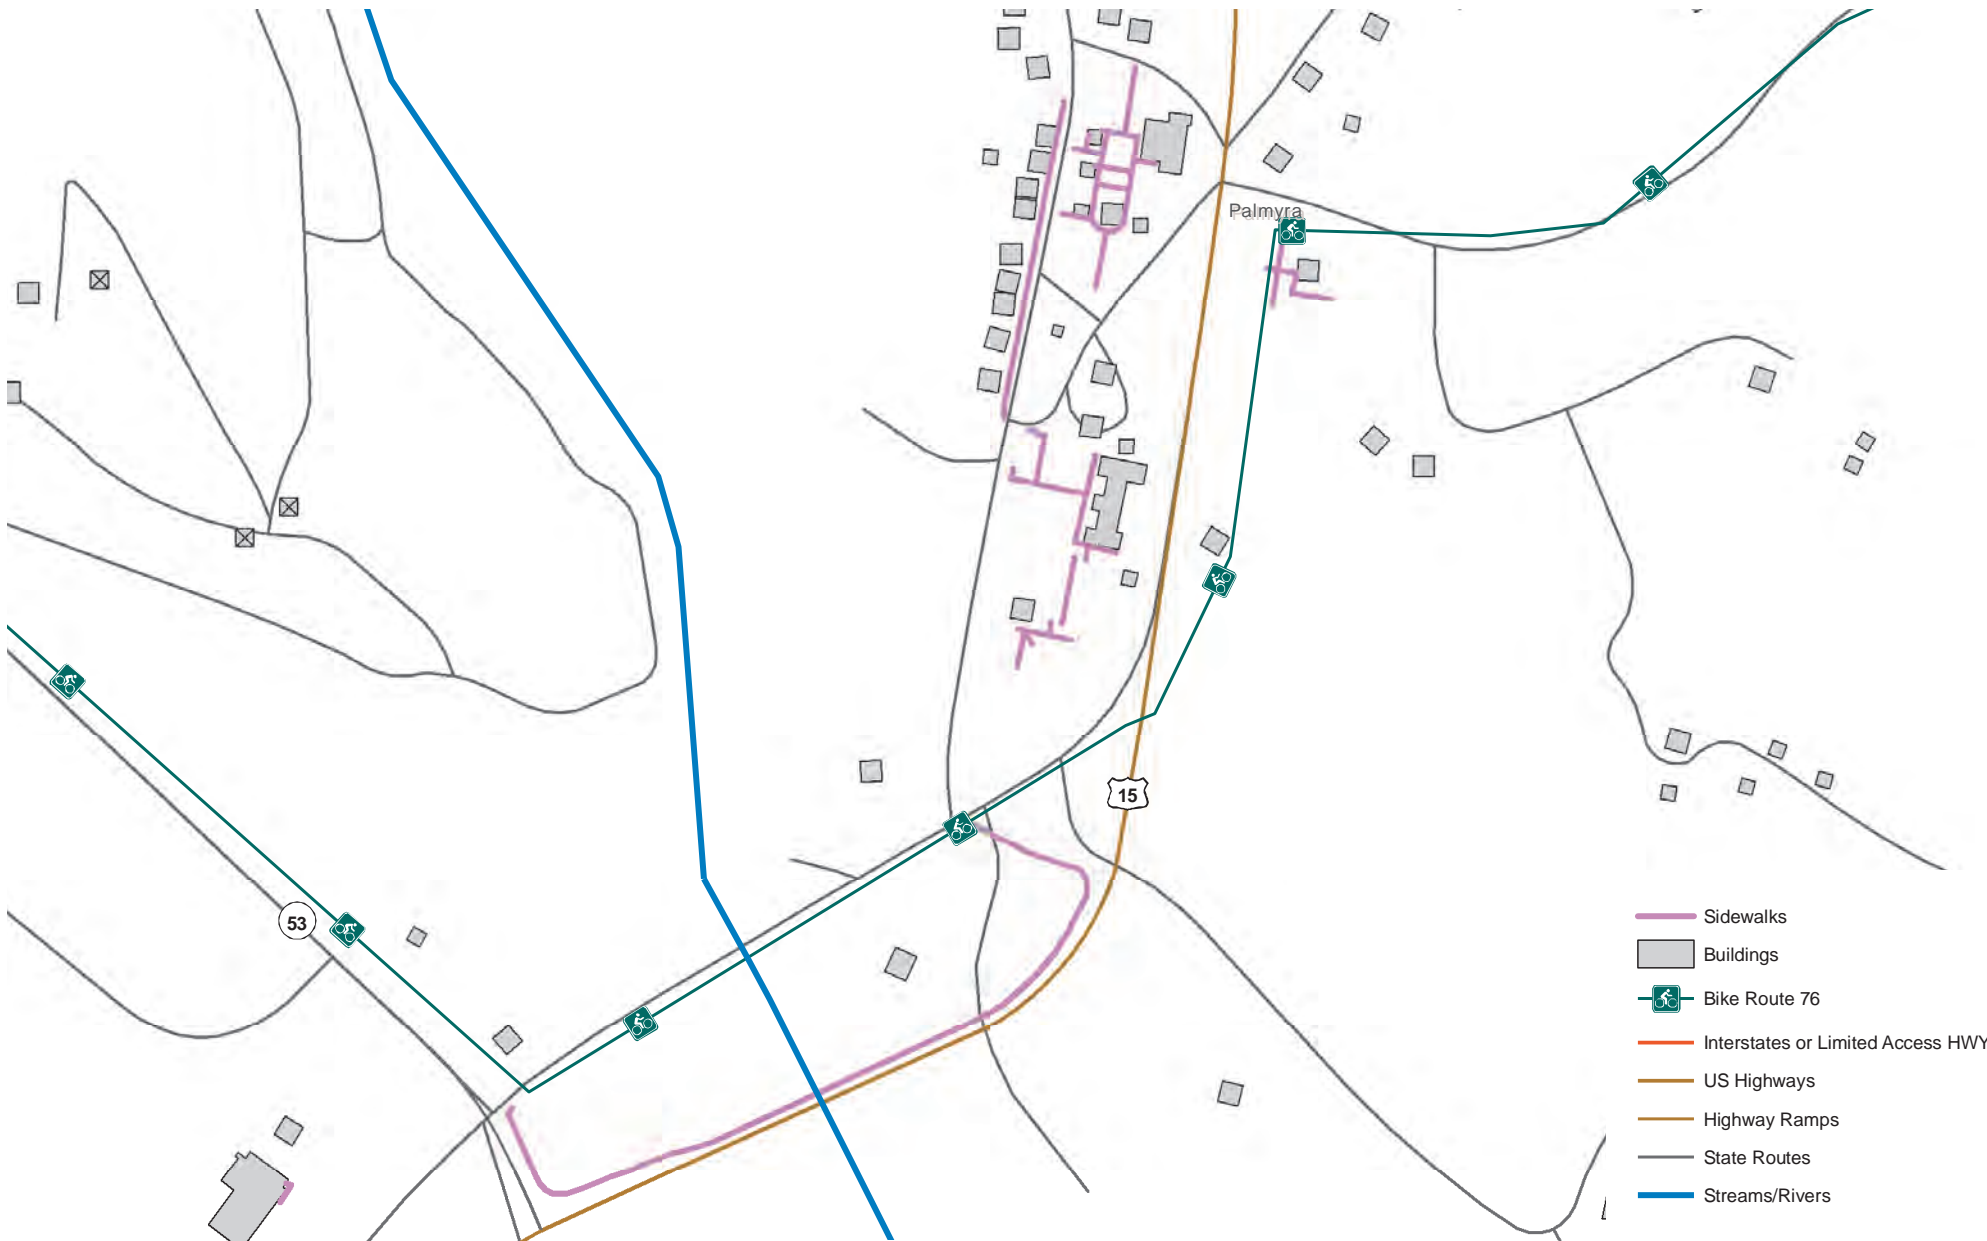 Palmyra
15
53
Sidewalks
Buildings
Bike Route 76
Interstates or Limited Access HWY
US Highways
Highway Ramps
State Routes
Streams/Rivers